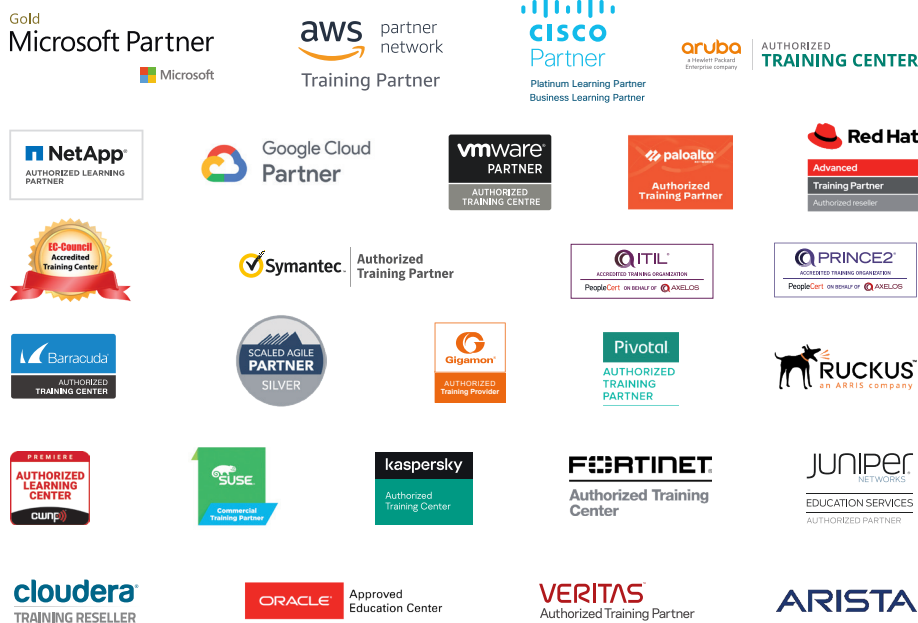 Gold
Microsoft Partner
Microsoft
aws partner
network
Training Partner
CISCO
Partner
Platinum Learning Partner
Business Learning Partner
aruba
a Hewlett Packard
Enterprise company
AUTHORIZED
TRAINING CENTER
NetApp®
AUTHORIZED LEARNING
PARTNER
Google Cloud
Partner
vmware®
PARTNER
AUTHORIZED
TRAINING CENTRE
paloalto
NETWORKS
Authorized
Training Partner
Red Hat
Advanced
Training Partner
Authorized reseller
EC-Council
Accredited
Training Center
Symantec.
Authorized
Training Partner
ITIL®
ACCREDITED TRAINING ORGANIZATION
PeopleCert ON BEHALF OF AXELOS
PRINCE2®
ACCREDITED TRAINING ORGANIZATION
PeopleCert ON BEHALF OF AXELOS
Barracuda
AUTHORIZED
TRAINING CENTER
SCALED AGILE
PARTNER
SILVER
Gigamon®
AUTHORIZED
Training Provider
Pivotal
AUTHORIZED
TRAINING
PARTNER
RUCKUS™
an ARRIS company
PREMIERE
AUTHORIZED
LEARNING
CENTER
CWNP
SUSE
Commercial
Training Partner
kaspersky
Authorized
Training Center
FORTINET®
Authorized Training
Center
JUNIPER
NETWORKS
EDUCATION SERVICES
AUTHORIZED PARTNER
cloudera®
TRAINING RESELLER
ORACLE®
Approved
Education Center
VERITAS™
Authorized Training Partner
ARISTA